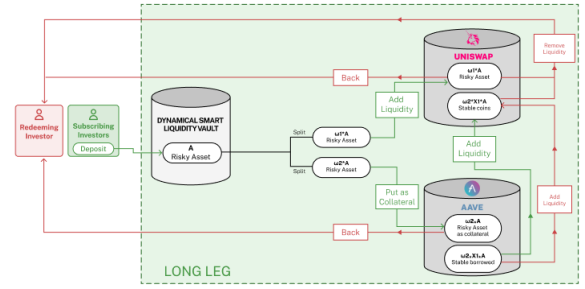 UNISWAP
ω1*A
Risky Asset
ω2*X1*A
Stable coins
Remove
Liquidity
Back
Add
Liquidity
DYNAMICAL SMART
LIQUIDITY VAULT
A
Risky Asset
Redeeming
Investor
Subscribing
Investors
Deposit
Split
ω1*A
Risky Asset
Split
ω2*A
Risky Asset
Add
Liquidity
Put as
Collateral
Add
Liquidity
AAVE
ω2*A
Risky Asset
as collateral
ω2*X1*A
Stable borrowed
Back
LONG LEG